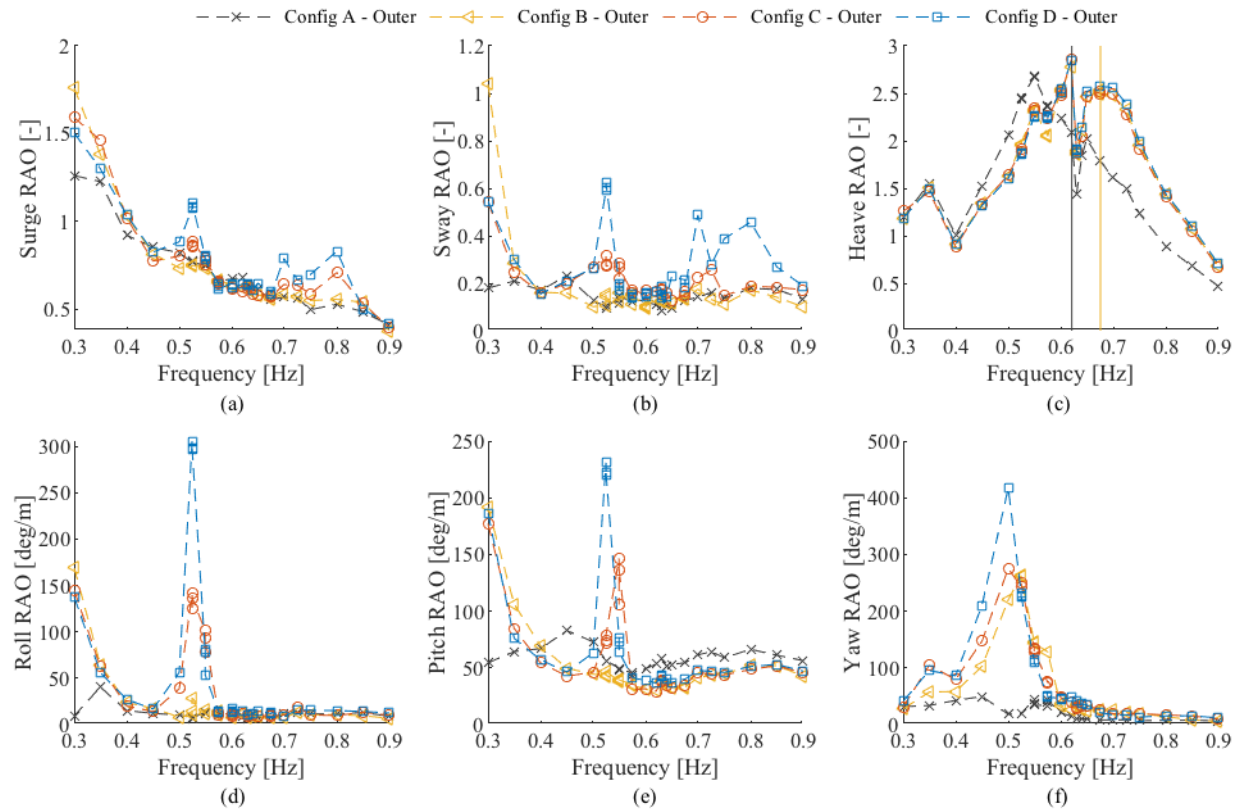 Config A - Outer Config B - Outer Config C - Outer Config D - Outer
2
1.5
1
0.5
Surge RAO [-]
0.3 0.4 0.5 0.6 0.7 0.8 0.9
Frequency [Hz]
(a)
1.2
1
0.8
0.6
0.4
0.2
0
Sway RAO [-]
0.3 0.4 0.5 0.6 0.7 0.8 0.9
Frequency [Hz]
(b)
3
2.5
2
1.5
1
0.5
0
Heave RAO [-]
0.3 0.4 0.5 0.6 0.7 0.8 0.9
Frequency [Hz]
(c)
300
250
200
150
100
50
0
Roll RAO [deg/m]
0.3 0.4 0.5 0.6 0.7 0.8 0.9
Frequency [Hz]
(d)
250
200
150
100
50
0
Pitch RAO [deg/m]
0.3 0.4 0.5 0.6 0.7 0.8 0.9
Frequency [Hz]
(e)
500
400
300
200
100
0
Yaw RAO [deg/m]
0.3 0.4 0.5 0.6 0.7 0.8 0.9
Frequency [Hz]
(f)